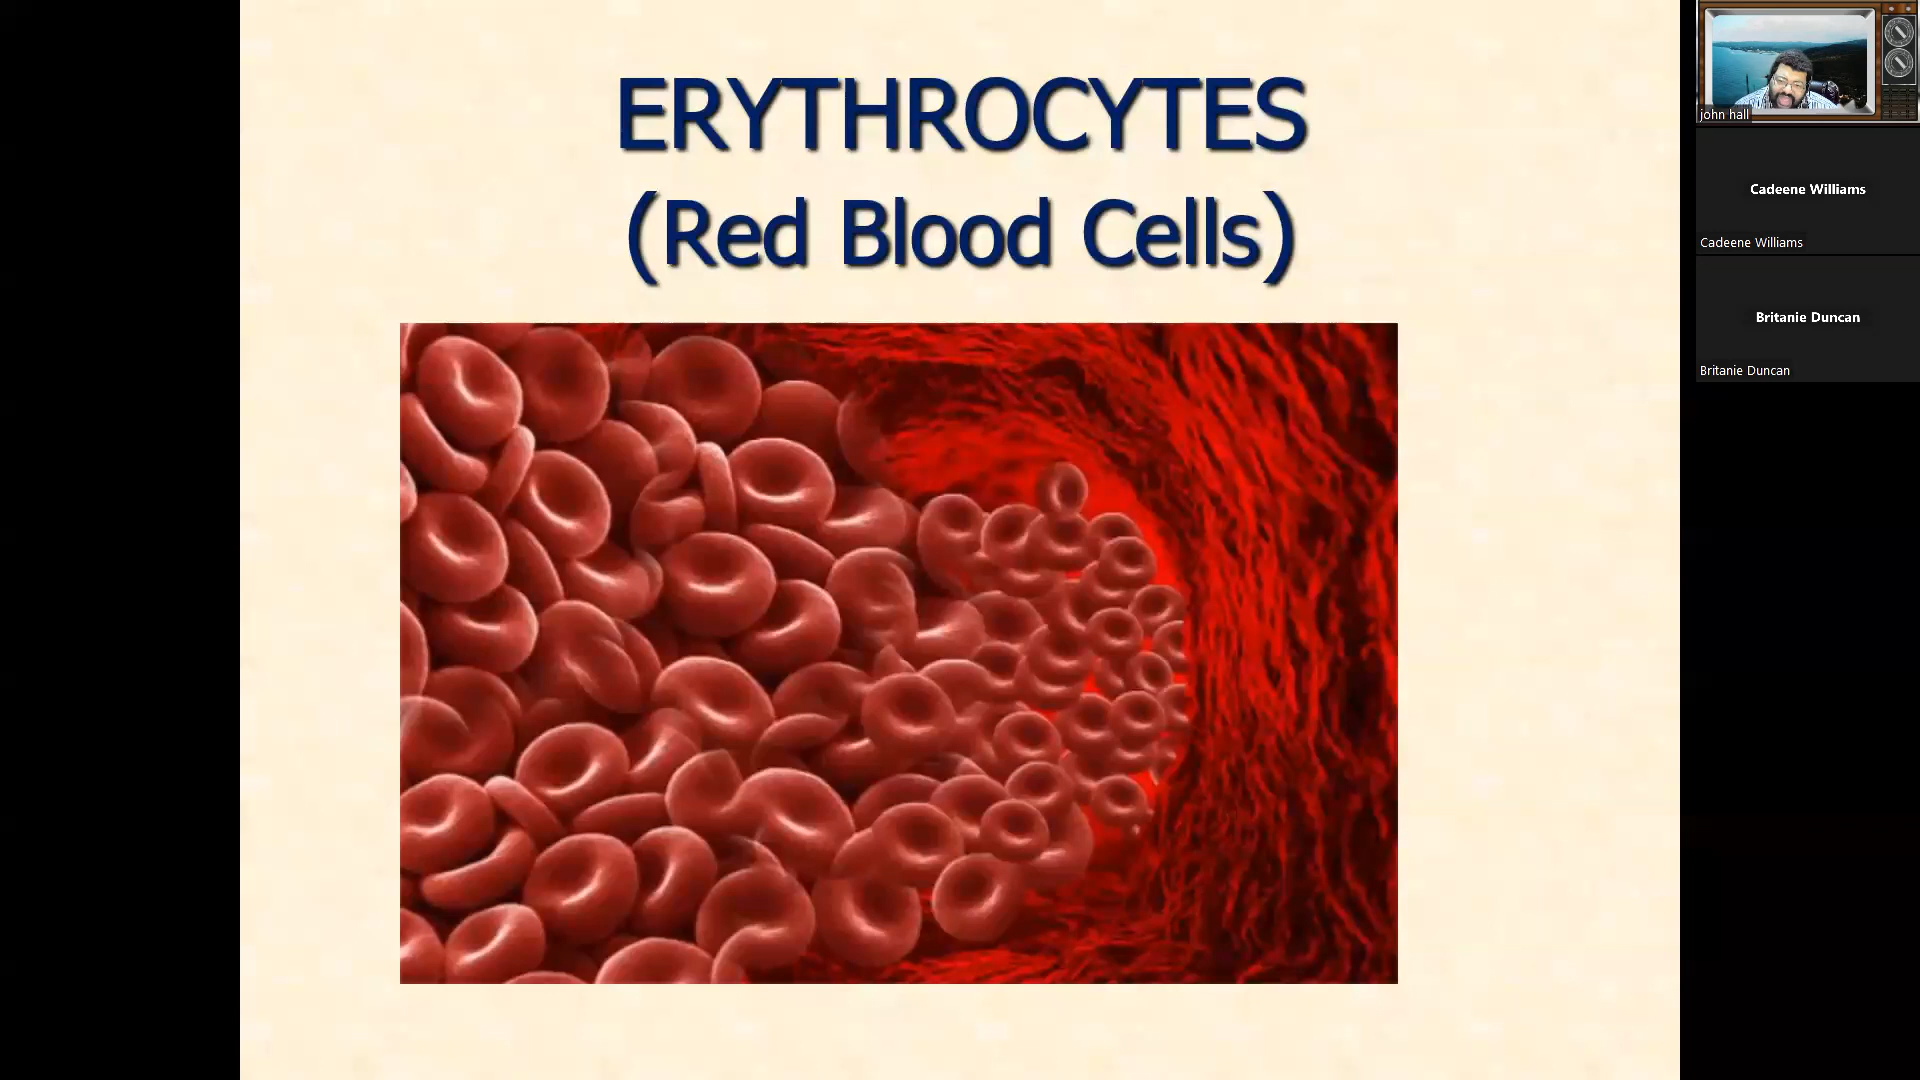 ERYTHROCYTES
(Red Blood Cells)
john hall
Cadeene Williams
Cadeene Williams
Britanie Duncan
Britanie Duncan